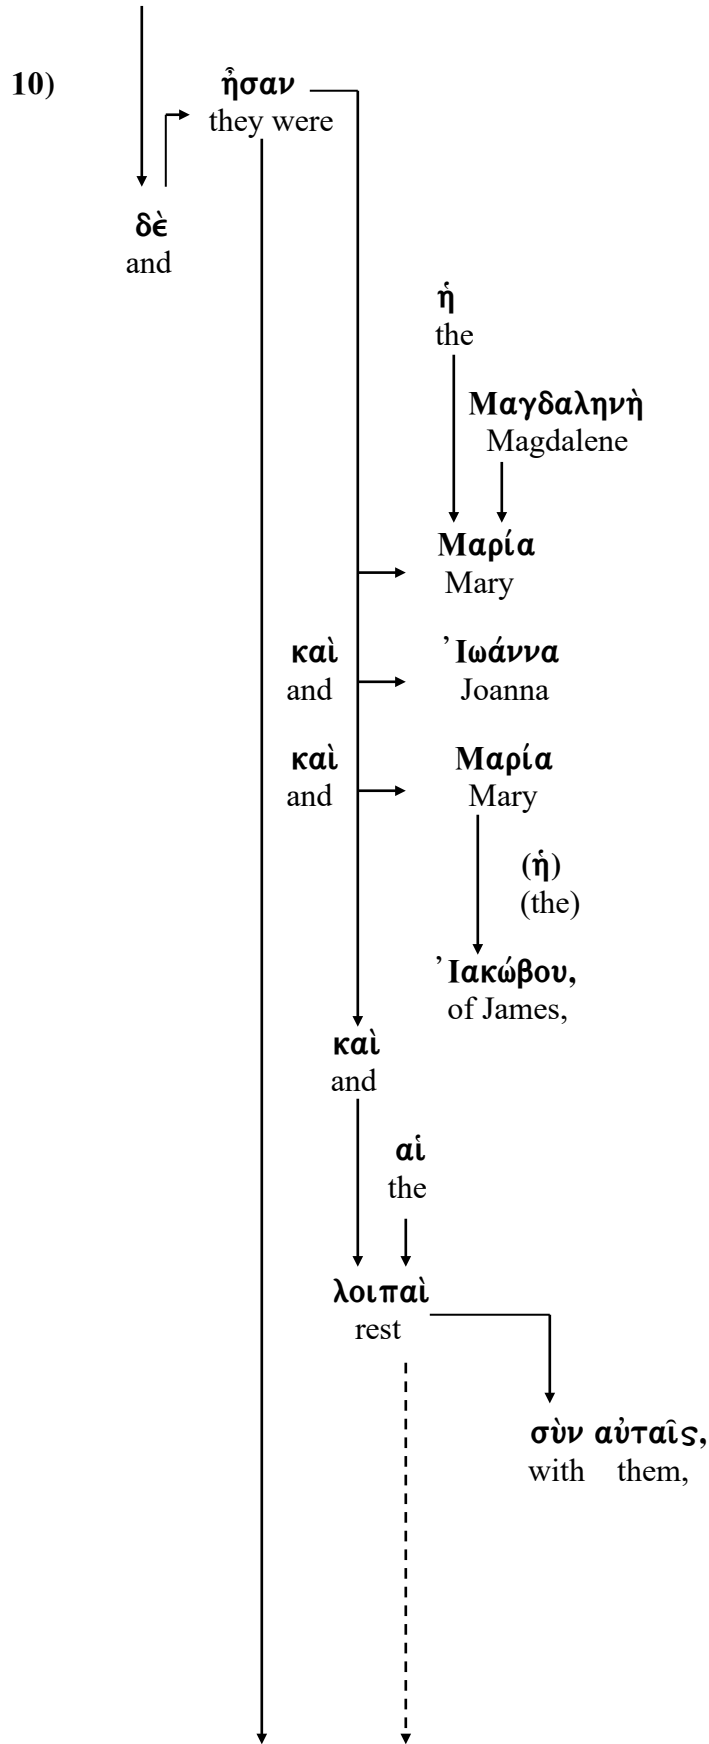 10) ἦσαν
they were
δὲ
and
ἡ
the
Μαγδαληνὴ
Magdalene
Μαρία
Mary
καὶ Ἰωάννα
and Joanna
καὶ Μαρία
and Mary
(ἡ)
(the)
Ἰακώβου,
of James,
καὶ
and
αἱ
the
λοιπαὶ
rest
σὺν αὐταῖς,
with them,